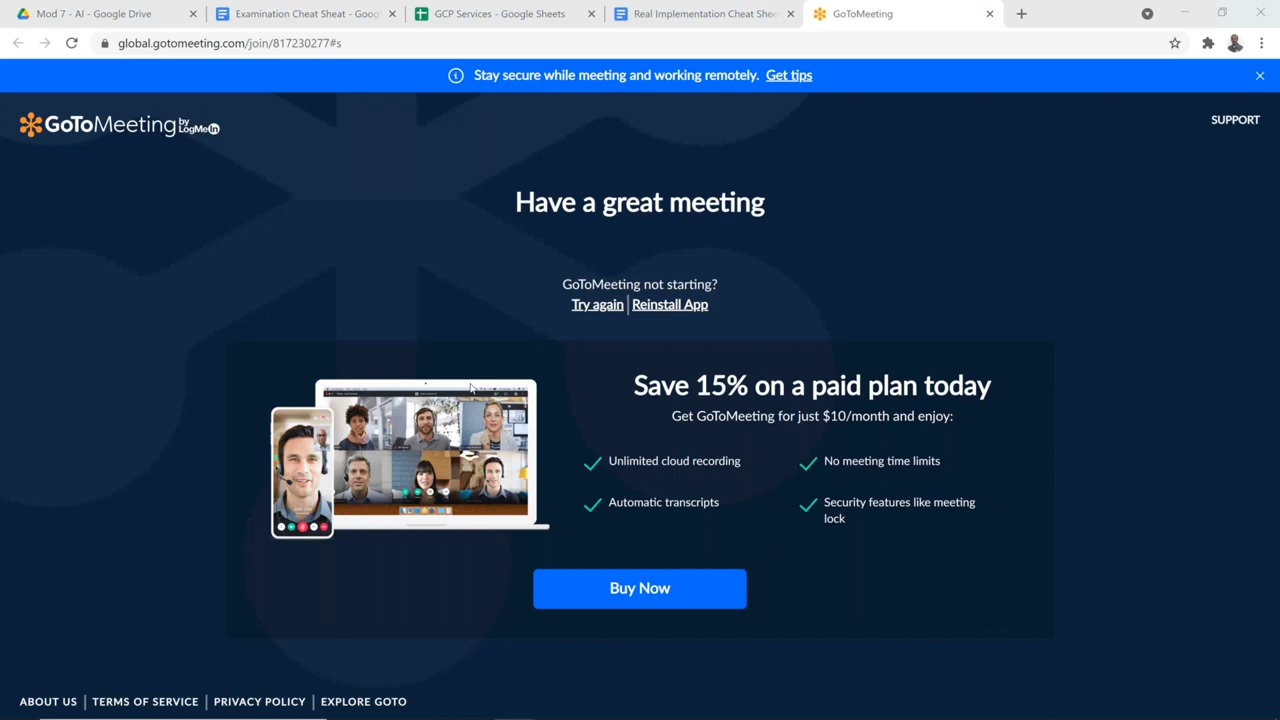 Mod 7 - AI - Google Drive
Examination Cheat Sheat - Goog
GCP Services - Google Sheets
Real Implementation Cheat Shee
GoToMeeting
global.gotomeeting.com/join/817230277#s
Stay secure while meeting and working remotely. Get tips
GoToMeeting by LogMeIn
SUPPORT
Have a great meeting
GoToMeeting not starting?
Try again | Reinstall App
Save 15% on a paid plan today
Get GoToMeeting for just $10/month and enjoy:
Unlimited cloud recording
No meeting time limits
Automatic transcripts
Security features like meeting
lock
Buy Now
ABOUT US | TERMS OF SERVICE | PRIVACY POLICY | EXPLORE GOTO